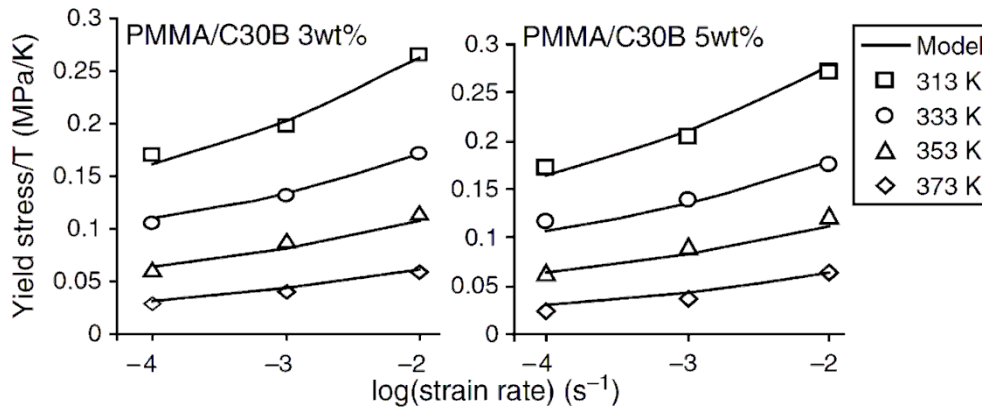 PMMA/C30B 3wt%
PMMA/C30B 5wt%
Yield stress/T (MPa/K)
0.3
0.25
0.2
0.15
0.1
0.05
0
−4
−3
−2
0.3
0.25
0.2
0.15
0.1
0.05
0
−4
−3
−2
log(strain rate) (s−1)
Model
313 K
333 K
353 K
373 K